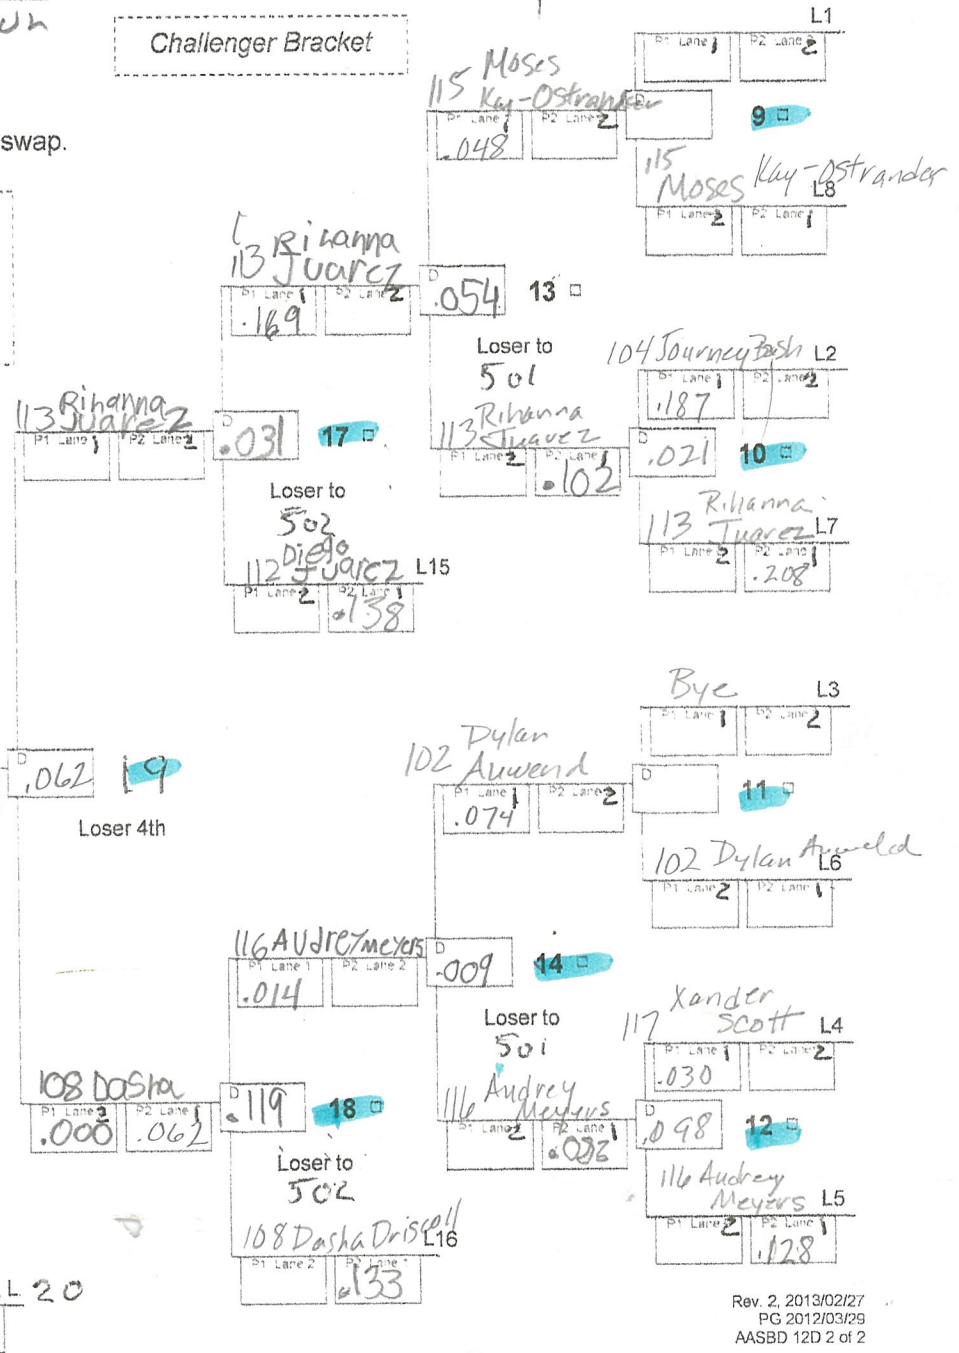 Challenger Bracket
swap.
L1
P1 Lane 1
P2 Lane 2
D
9
115 Moses Kay-Ostrander
L8
P1 Lane 2
P2 Lane 1
115 Moses
Kay-Ostrander
P1 Lane 1
.048
P2 Lane 2
D
.054
13
Loser to
501
104 Journey Bash
L2
P1 Lane 1
.187
P2 Lane 2
D
.021
10
113 Rihanna
Juarez
L7
P1 Lane 2
P2 Lane 1
.208
113 Rihanna
Juarez
P1 Lane 2
P2 Lane 1
.102
113 Rihanna
Juarez
P1 Lane 1
.169
P2 Lane 2
D
.031
17
Loser to
502
112 Diego
Juarez
L15
P1 Lane 2
P2 Lane 1
.138
113 Rihanna
Juarez
P1 Lane 1
P2 Lane 2
D
.062
19
Loser 4th
Bye
L3
P1 Lane 1
P2 Lane 2
D
11
102 Dylan
L6
P1 Lane 2
P2 Lane 1
102 Dylan
P1 Lane 1
.074
P2 Lane 2
D
.009
14
Loser to
501
117 Xander
Scott
L4
P1 Lane 1
.030
P2 Lane 2
D
.098
12
116 Audrey
Meyers
L5
P1 Lane 2
P2 Lane 1
.128
116 Audrey
Meyers
P1 Lane 2
P2 Lane 1
116 Audrey Meyers
P1 Lane 1
.014
P2 Lane 2
D
.119
18
Loser to
502
108 Dasha Driscoll
L16
P1 Lane 2
P2 Lane 1
.133
108 Dasha
P1 Lane 2
.000
P2 Lane 1
.062
L 20
Rev. 2, 2013/02/27
PG 2012/03/29
AASBD 12D 2 of 2